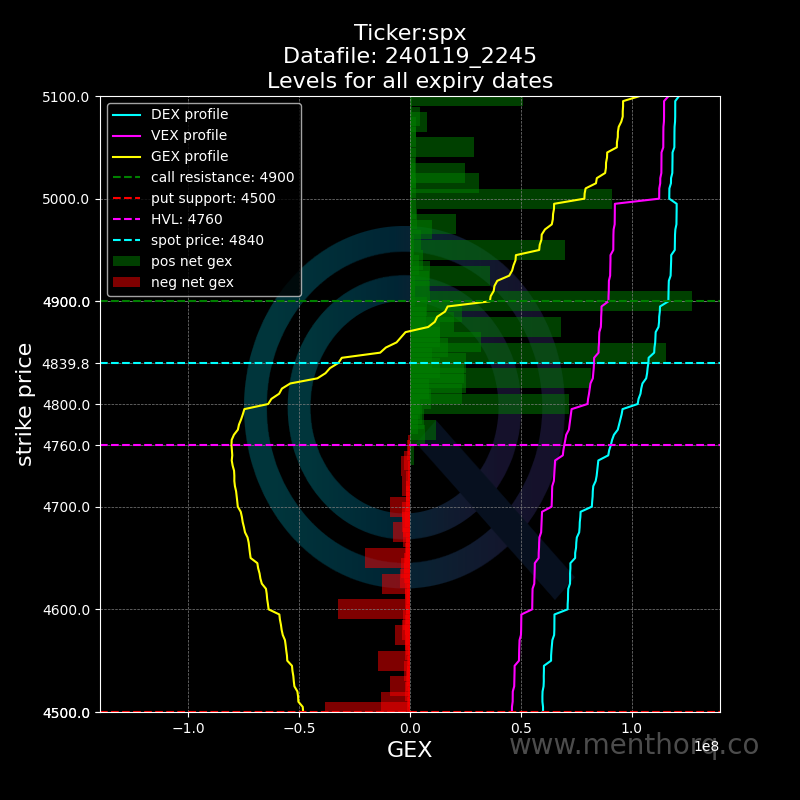 Ticker:spx
Datafile: 240119_2245
Levels for all expiry dates
5100.0
5000.0
4900.0
4839.8
4800.0
4760.0
4700.0
4600.0
4500.0
strike price
DEX profile
VEX profile
GEX profile
call resistance: 4900
put support: 4500
HVL: 4760
spot price: 4840
pos net gex
neg net gex
−1.0 −0.5 0.0 0.5 1.0
1e8
GEX
www.menthorq.co